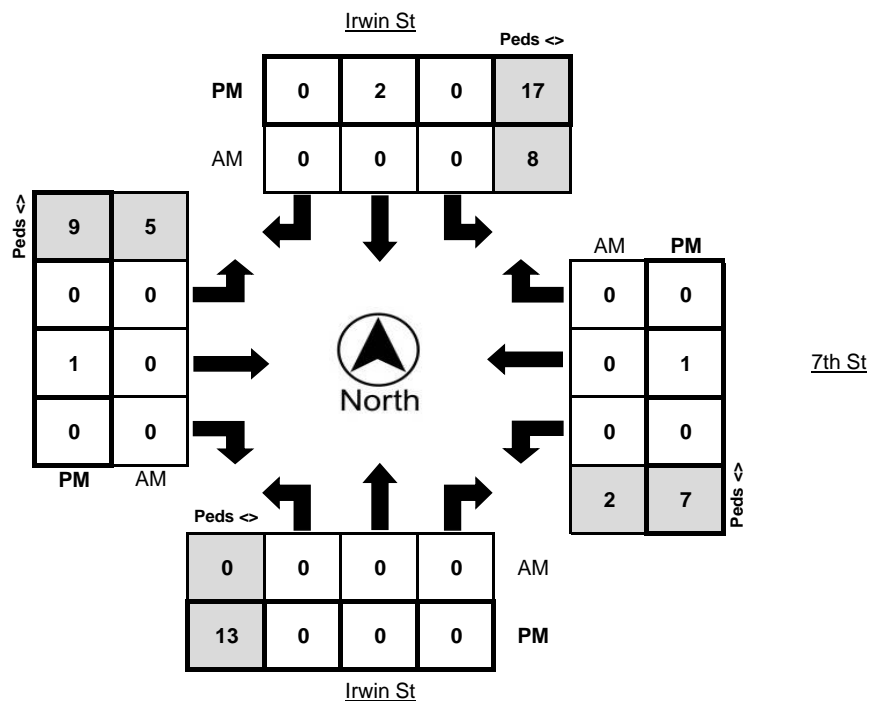 Irwin St
Peds <>
PM 0 2 0 17
AM 0 0 0 8
Peds <>
9 5
0 0
1 0
0 0
PM AM
AM PM
0 0
0 1
0 0
2 7
Peds <>
7th St
North
Peds <>
0 0 0 0 AM
13 0 0 0 PM
Irwin St